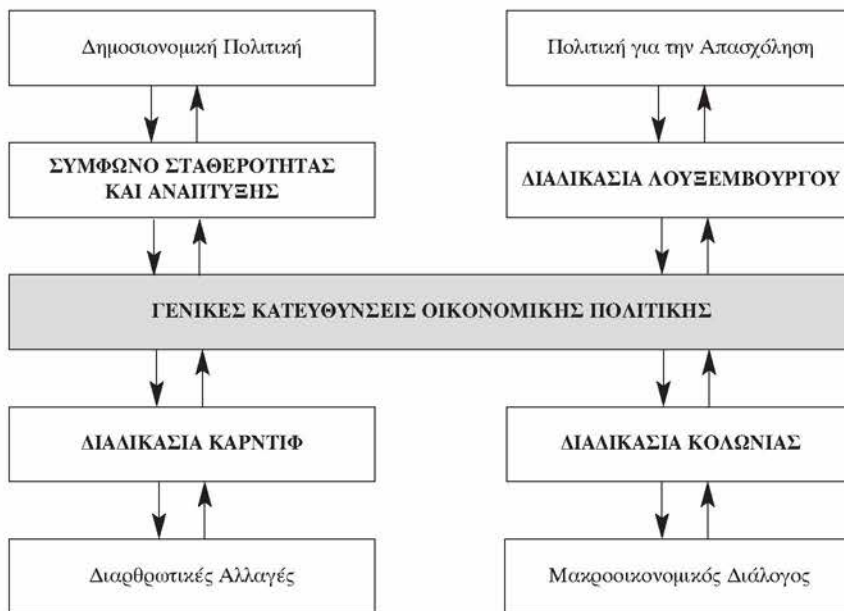 Δημοσιονομική Πολιτική
Πολιτική για την Απασχόληση
ΣΥΜΦΩΝΟ ΣΤΑΘΕΡΟΤΗΤΑΣ
ΚΑΙ ΑΝΑΠΤΥΞΗΣ
ΔΙΑΔΙΚΑΣΙΑ ΛΟΥΞΕΜΒΟΥΡΓΟΥ
ΓΕΝΙΚΕΣ ΚΑΤΕΥΘΥΝΣΕΙΣ ΟΙΚΟΝΟΜΙΚΗΣ ΠΟΛΙΤΙΚΗΣ
ΔΙΑΔΙΚΑΣΙΑ ΚΑΡΝΤΙΦ
ΔΙΑΔΙΚΑΣΙΑ ΚΟΛΩΝΙΑΣ
Διαρθρωτικές Αλλαγές
Μακροοικονομικός Διάλογος